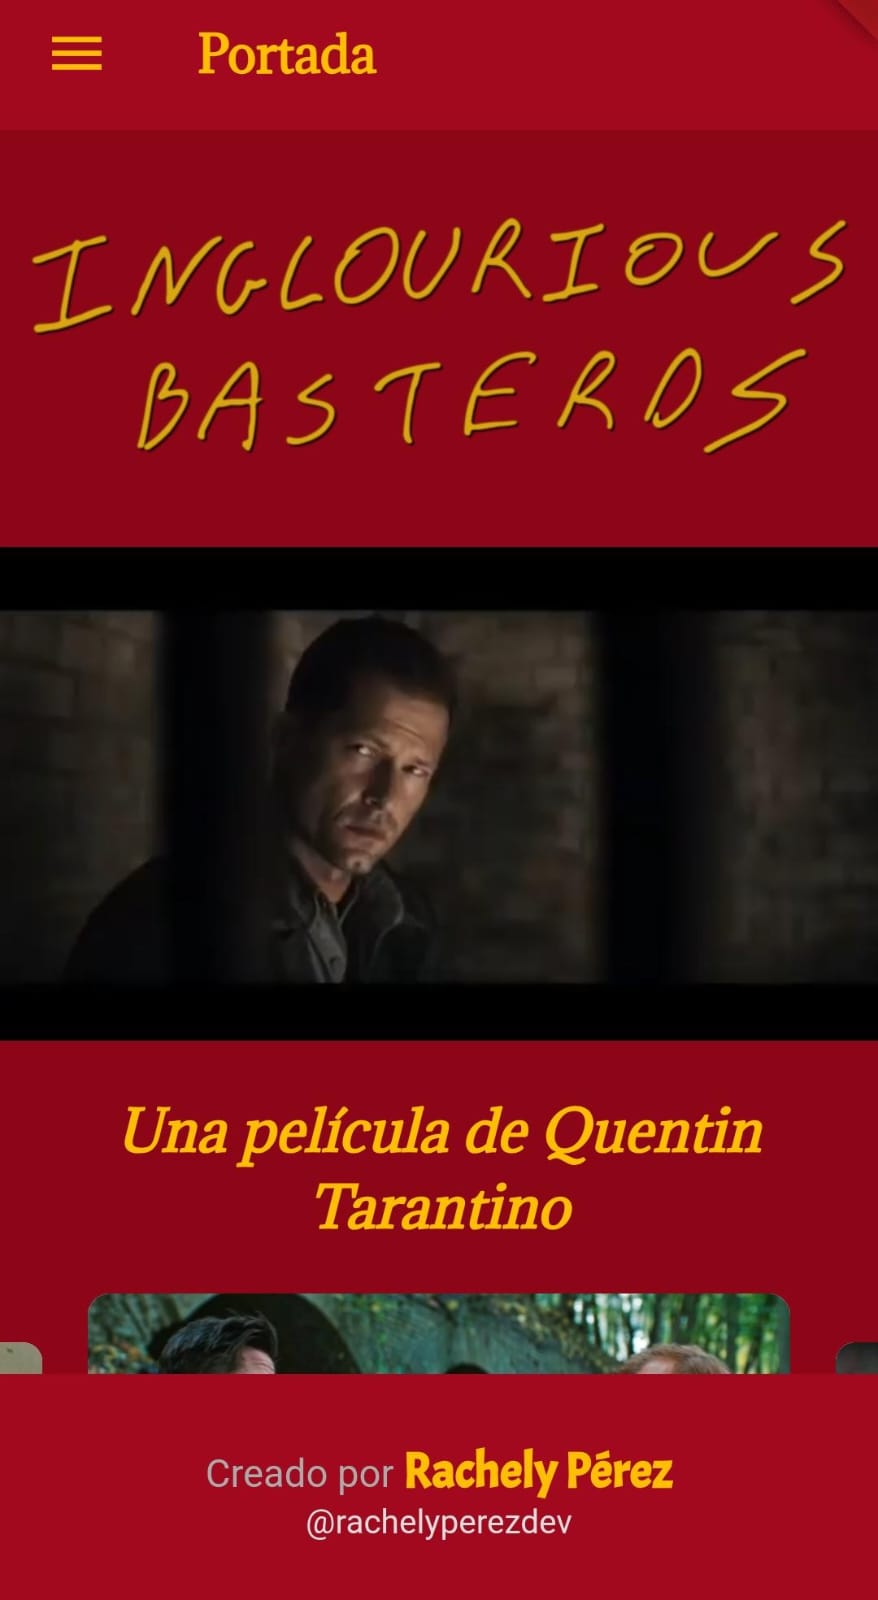 Portada
INGLOURIOUS
BASTERDS
Una película de Quentin
Tarantino
Creado por Rachely Pérez
@rachelyperezdev